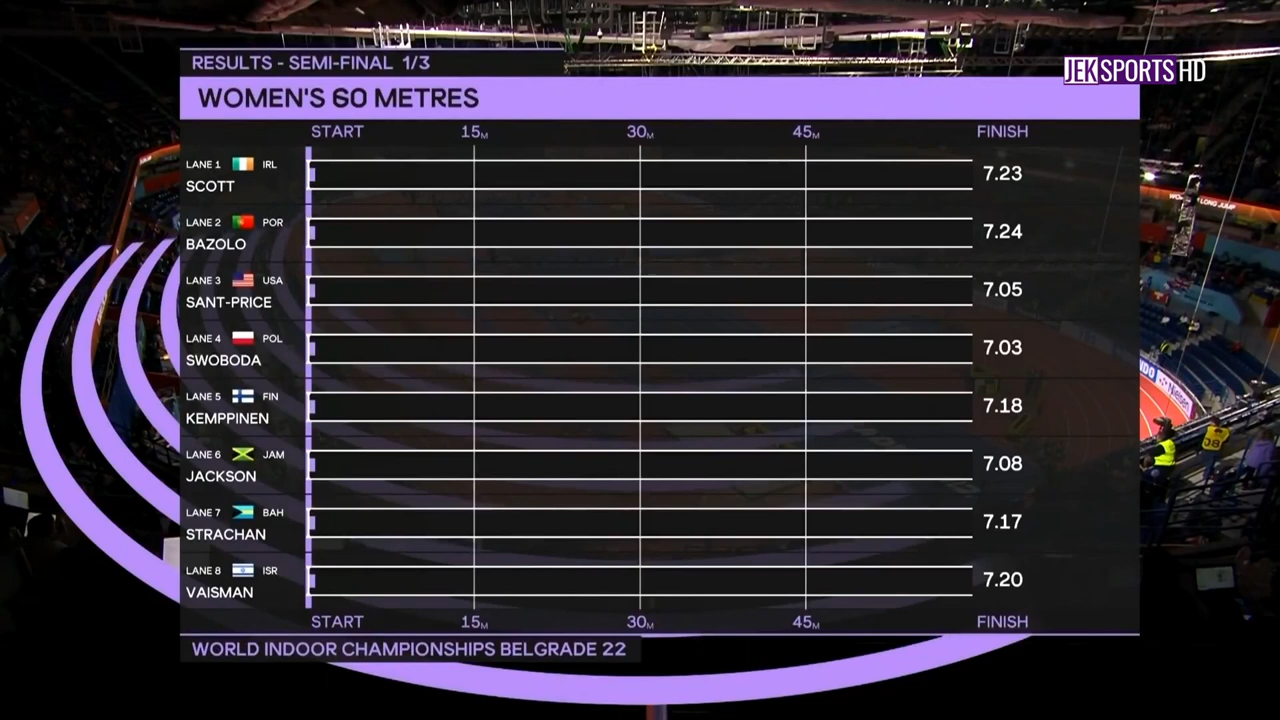 RESULTS - SEMI-FINAL 1/3
JEKSPORTS HD
WOMEN'S 60 METRES
START 15M 30M 45M FINISH
LANE 1 IRL
SCOTT
7.23
LANE 2 POR
BAZOLO
7.24
LANE 3 USA
SANT-PRICE
7.05
LANE 4 POL
SWOBODA
7.03
LANE 5 FIN
KEMPPINEN
7.18
LANE 6 JAM
JACKSON
7.08
LANE 7 BAH
STRACHAN
7.17
LANE 8 ISR
VAISMAN
7.20
START 15M 30M 45M FINISH
WORLD INDOOR CHAMPIONSHIPS BELGRADE 22
LONG JUMP